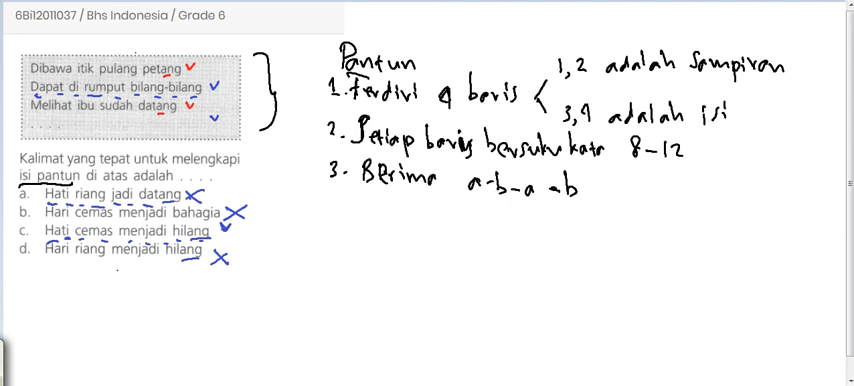 6Bi12011037 / Bhs Indonesia / Grade 6
Dibawa itik pulang petang
Dapat di rumput bilang-bilang
Melihat ibu sudah datang
. . . .
Kalimat yang tepat untuk melengkapi
isi pantun di atas adalah . . . .
a. Hati riang jadi datang
b. Hari cemas menjadi bahagia
c. Hati cemas menjadi hilang
d. Hari riang menjadi hilang
Pantun
1. Terdiri 4 baris
1, 2 adalah Sampiran
3, 4 adalah isi
2. Setiap baris bersuku kata 8-12
3. Berima a-b-a-b